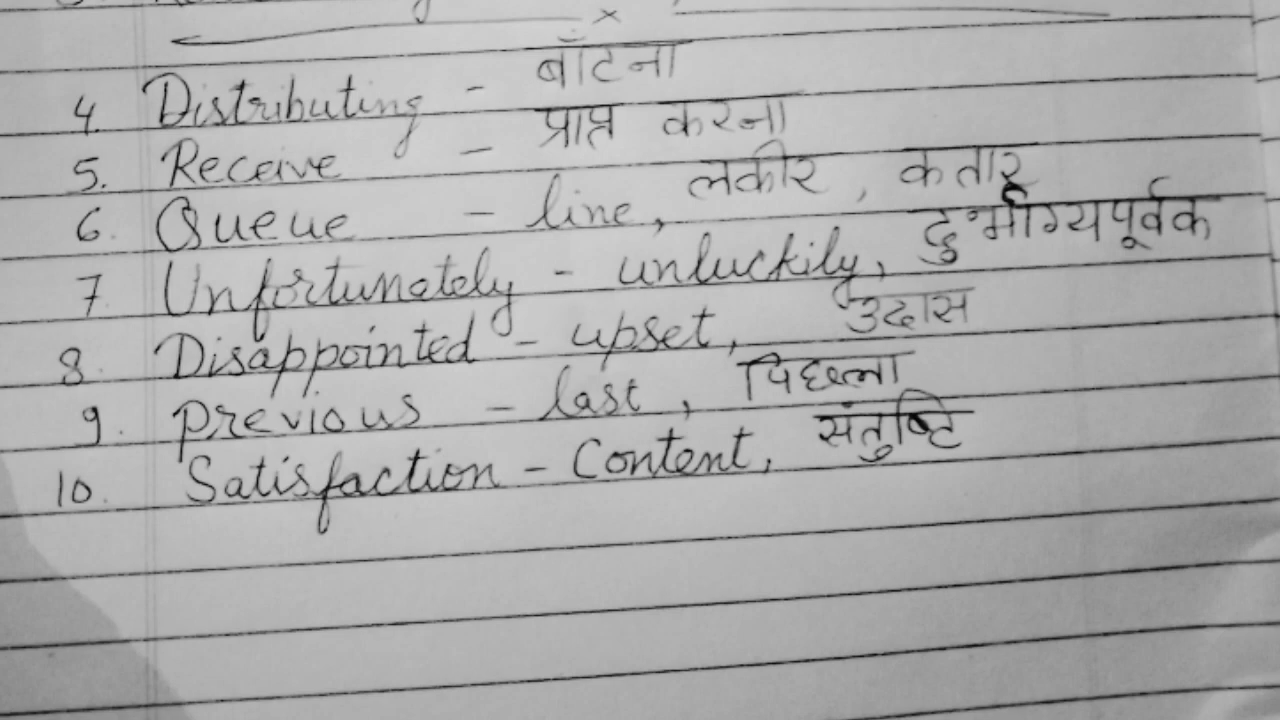 4. Distributing - बाँटना
5. Receive - प्राप्त करना
6. Queue - line, लकीर, कतार
7. Unfortunately - unluckily, दुर्भाग्यपूर्वक
8. Disappointed - upset, उदास
9. Previous - last, पिछला
10. Satisfaction - Content, संतुष्टि